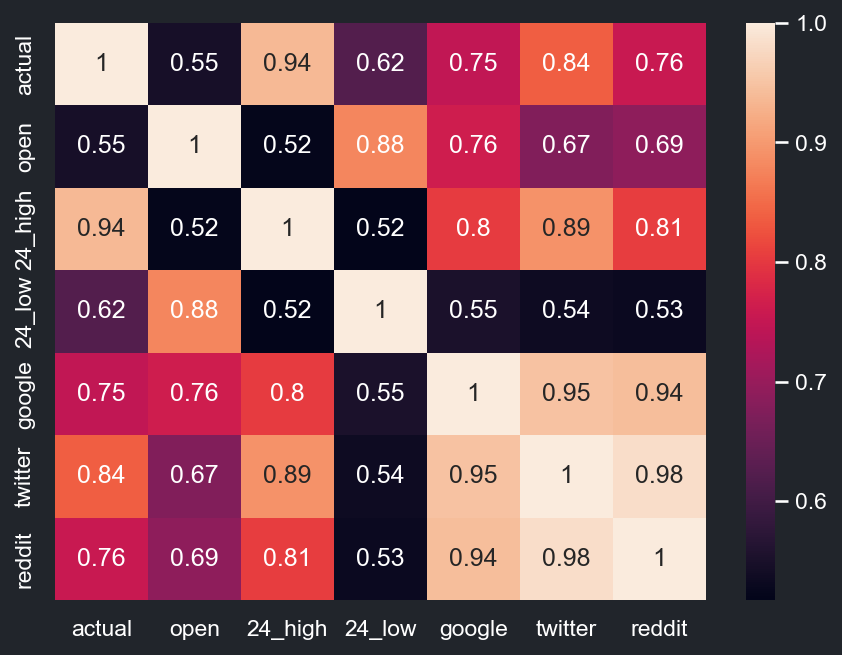 actual 1 0.55 0.94 0.62 0.75 0.84 0.76
open 0.55 1 0.52 0.88 0.76 0.67 0.69
24_high 0.94 0.52 1 0.52 0.8 0.89 0.81
24_low 0.62 0.88 0.52 1 0.55 0.54 0.53
google 0.75 0.76 0.8 0.55 1 0.95 0.94
twitter 0.84 0.67 0.89 0.54 0.95 1 0.98
reddit 0.76 0.69 0.81 0.53 0.94 0.98 1
actual open 24_high 24_low google twitter reddit
1.0
0.9
0.8
0.7
0.6